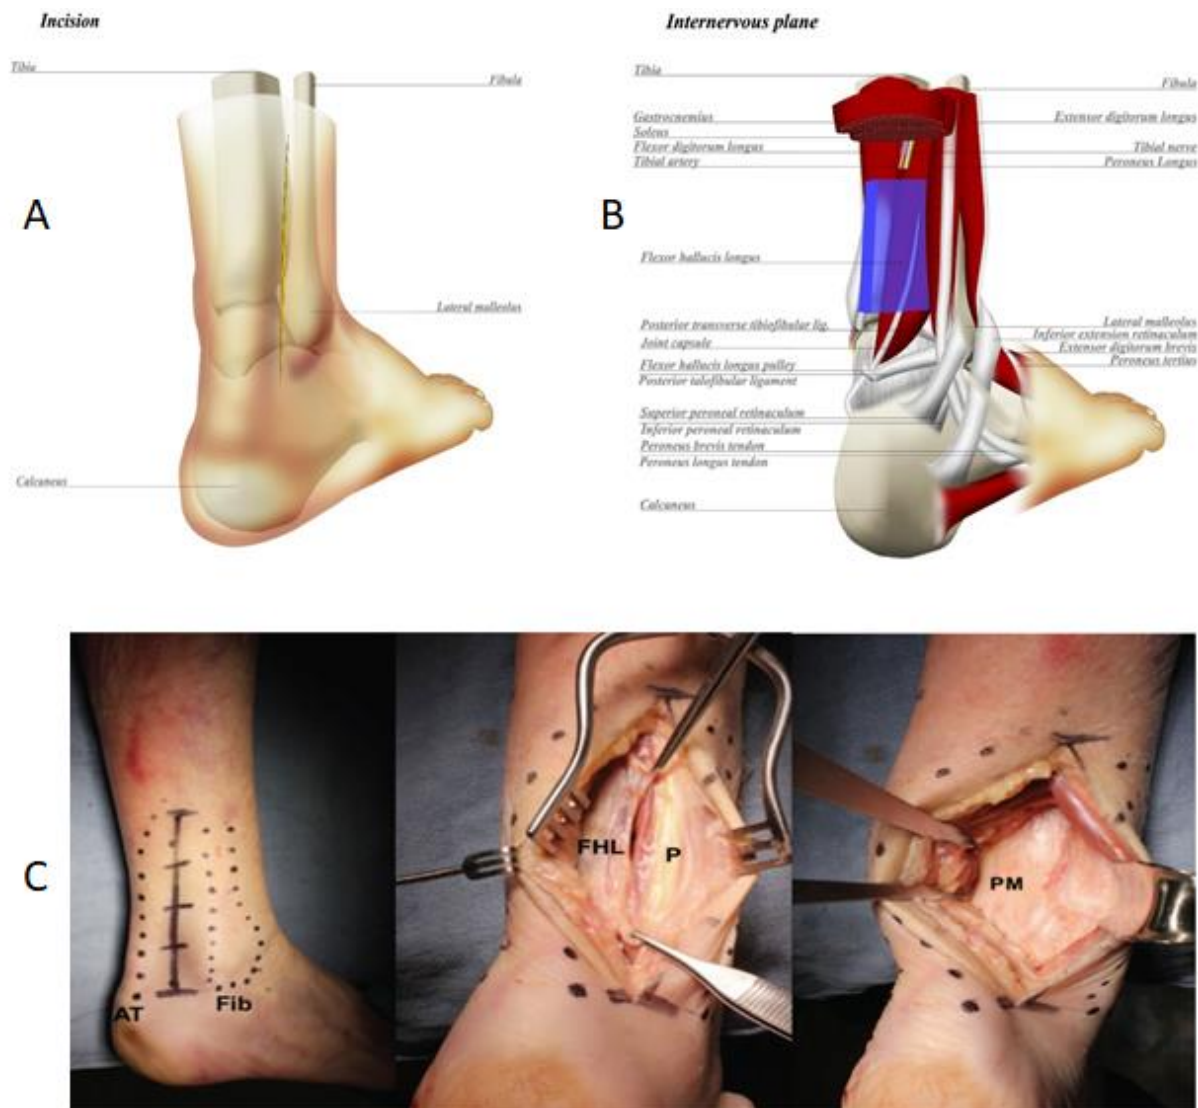 Incision
Tibia
Fibula
A
Lateral malleolus
Calcaneus
Internervous plane
Tibia
Fibula
Gastrocnemius
Extensor digitorum longus
Soleus
Flexor digitorum longus
Tibial nerve
Tibial artery
Peroneus Longus
B
Flexor hallucis longus
Posterior transverse tibiofibular lig.
Lateral malleolus
Inferior extension retinaculum
Joint capsule
Extensor digitorum brevis
Flexor hallucis longus pulley
Peroneus tertius
Posterior talofibular ligament
Superior peroneal retinaculum
Inferior peroneal retinaculum
Peroneus brevis tendon
Peroneus longus tendon
Calcaneus
C
AT
Fib
FHL
P
PM